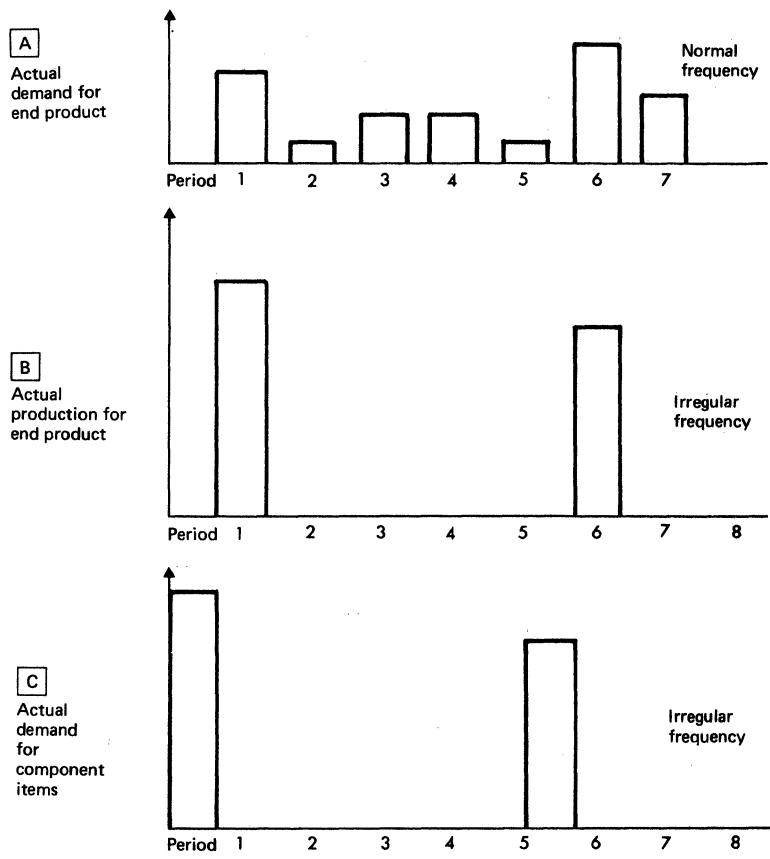 A
Actual
demand for
end product
Normal
frequency
Period 1 2 3 4 5 6 7
B
Actual
production for
end product
Irregular
frequency
Period 1 2 3 4 5 6 7 8
C
Actual
demand
for
component
items
Irregular
frequency
Period 1 2 3 4 5 6 7 8